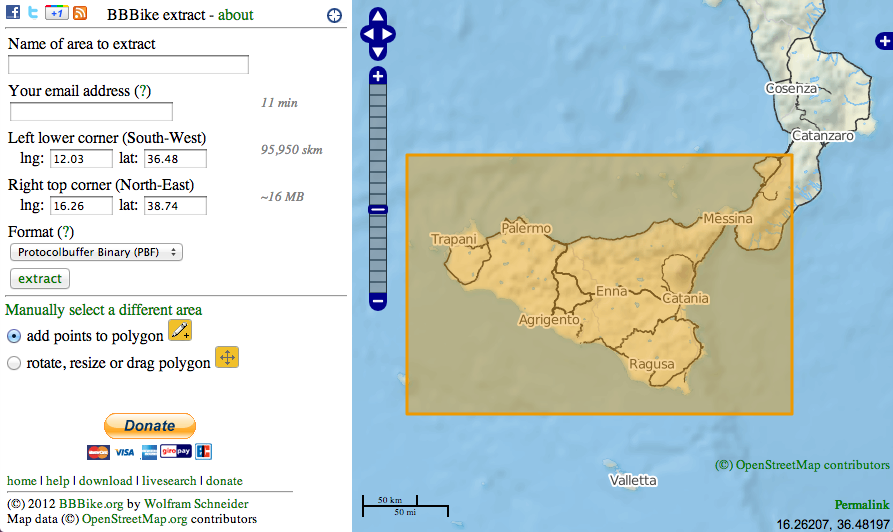 +1
BBBike extract - about
Name of area to extract
Your email address (?)
11 min
Left lower corner (South-West)
lng: 12.03 lat: 36.48
95,950 skm
Right top corner (North-East)
lng: 16.26 lat: 38.74
~16 MB
Format (?)
Protocolbuffer Binary (PBF)
extract
Manually select a different area
add points to polygon
rotate, resize or drag polygon
Donate
MasterCard VISA giropay
home | help | download | livesearch | donate
(©) 2012 BBBike.org by Wolfram Schneider
Map data (©) OpenStreetMap.org contributors
Cosenza
Catanzaro
Messina
Palermo
Trapani
Enna
Catania
Agrigento
Ragusa
(©) OpenStreetMap contributors
Valletta
50 km
50 mi
Permalink
16.26207, 36.48197